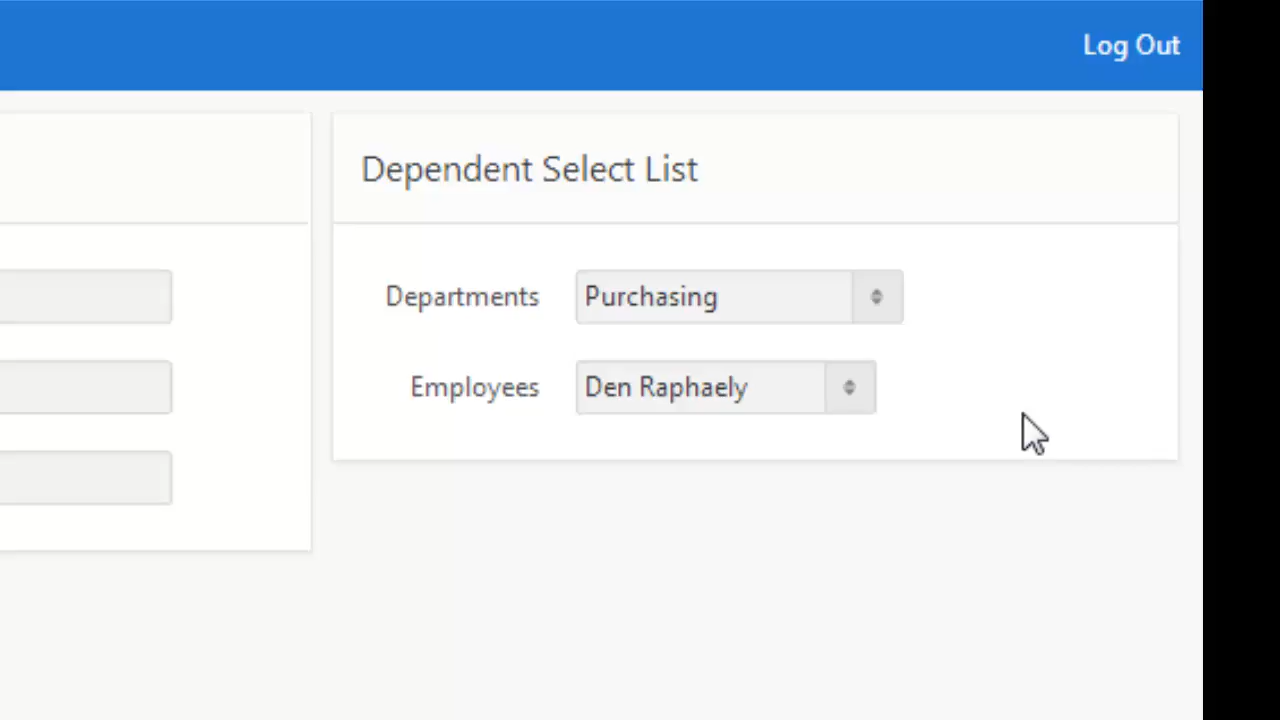 Log Out
Dependent Select List
Departments Purchasing
Employees Den Raphaely